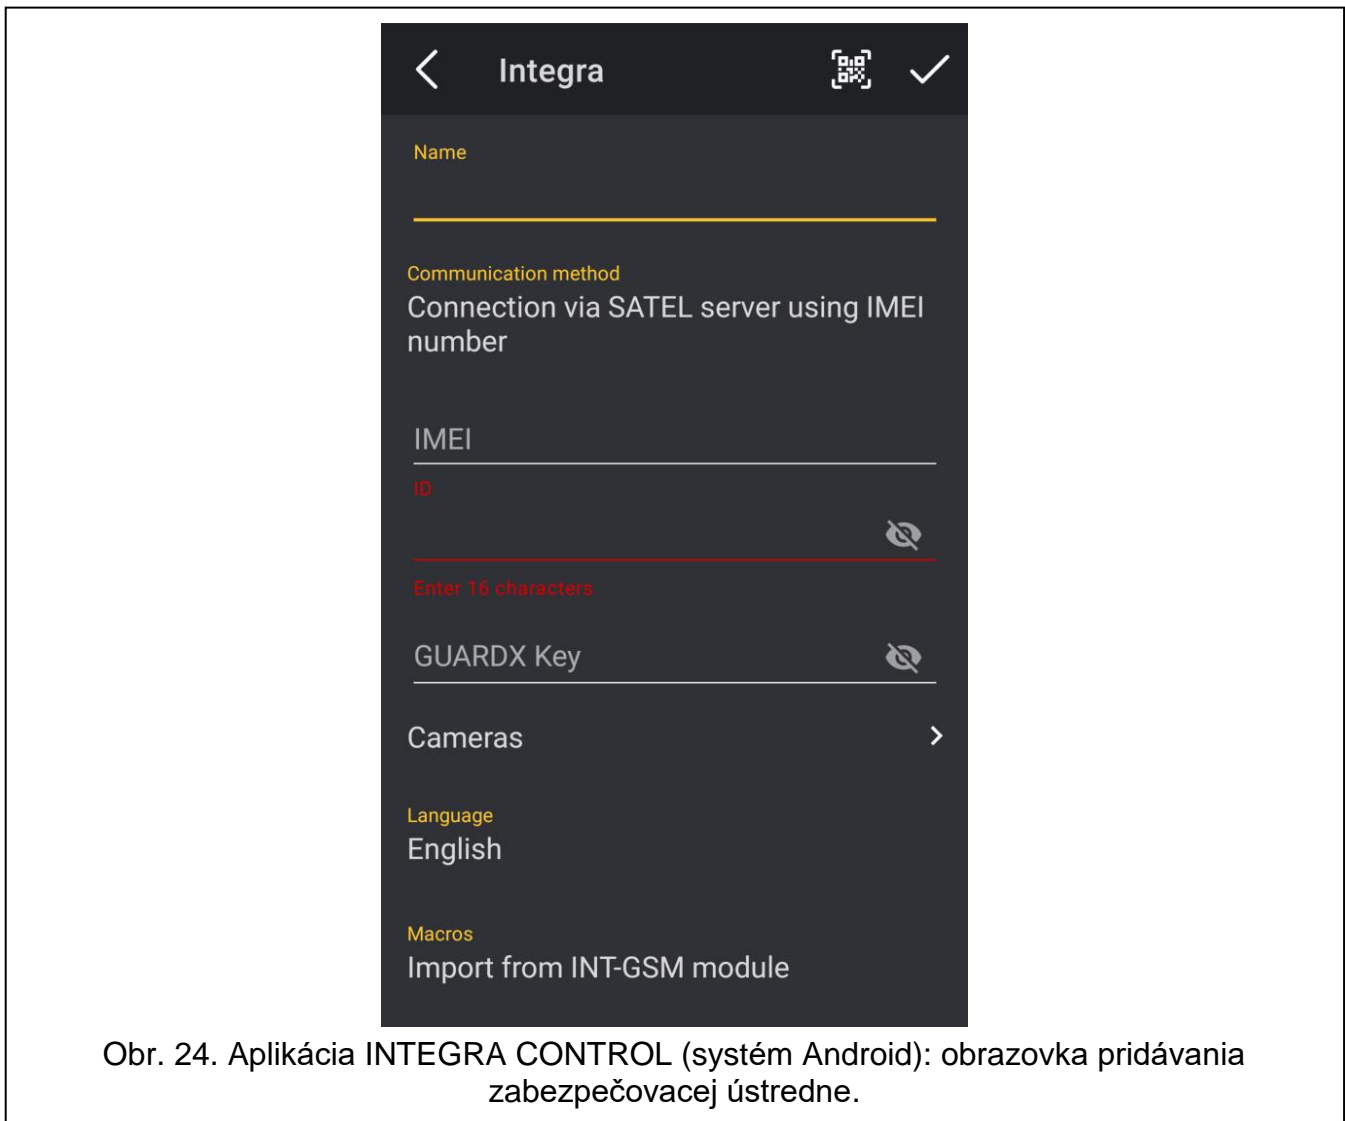 Integra
Name
Communication method
Connection via SATEL server using IMEI
number
IMEI
ID
Enter 16 characters
GUARDX Key
Cameras
Language
English
Macros
Import from INT-GSM module
Obr. 24. Aplikácia INTEGRA CONTROL (systém Android): obrazovka pridávania
zabezpečovacej ústredne.